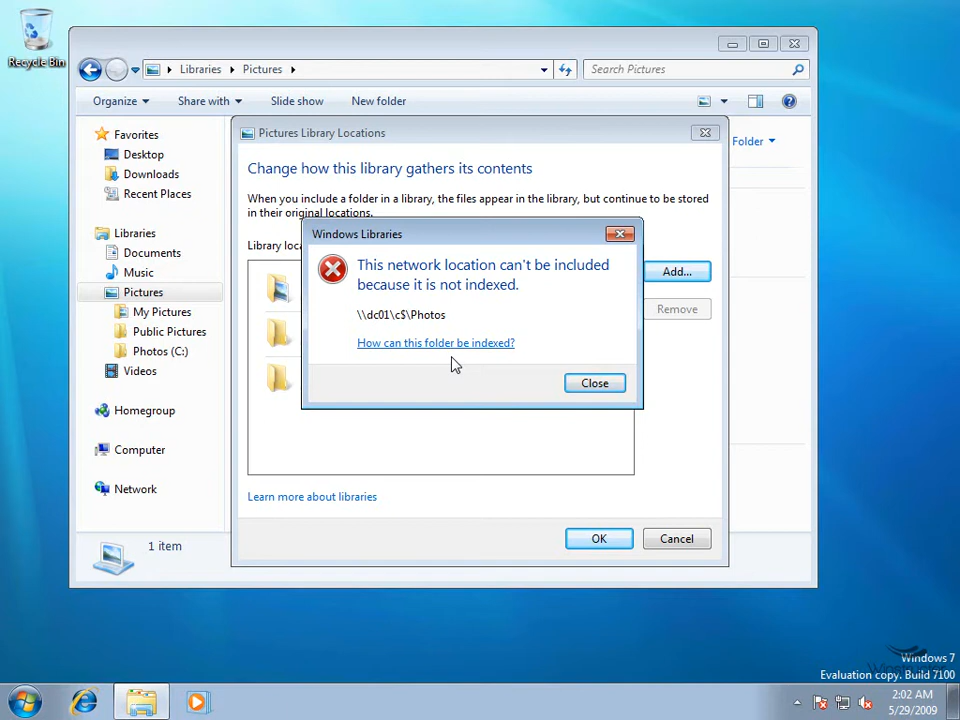 Recycle Bin
Libraries
Pictures
Search Pictures
Organize
Share with
Slide show
New folder
Favorites
Desktop
Downloads
Recent Places
Libraries
Documents
Music
Pictures
My Pictures
Public Pictures
Photos (C:)
Videos
Homegroup
Computer
Network
1 item
Folder
Pictures Library Locations
Change how this library gathers its contents
When you include a folder in a library, the files appear in the library, but continue to be stored
in their original locations.
Library loca
Add...
Remove
Windows Libraries
This network location can't be included
because it is not indexed.
\\dc01\c$\Photos
How can this folder be indexed?
Close
Learn more about libraries
OK
Cancel
Windows 7
Evaluation copy. Build 7100
2:02 AM
5/29/2009